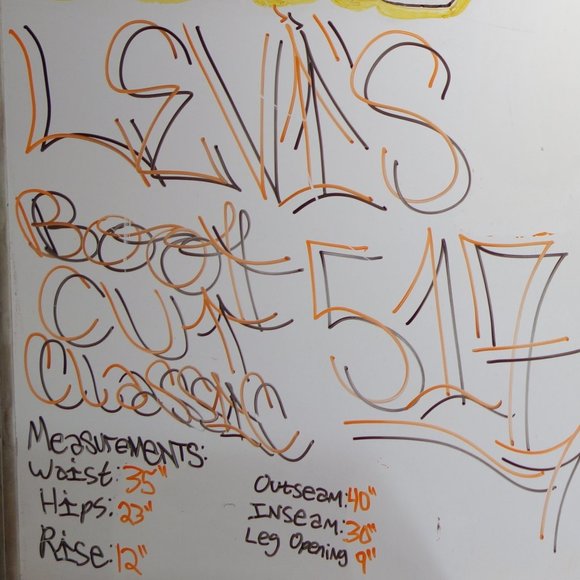 LEVI'S
Boot
Cut
Classic
517
Measurements:
Waist: 35"
Hips: 23"
Rise: 12"
Outseam: 40"
Inseam: 30"
Leg Opening 9"